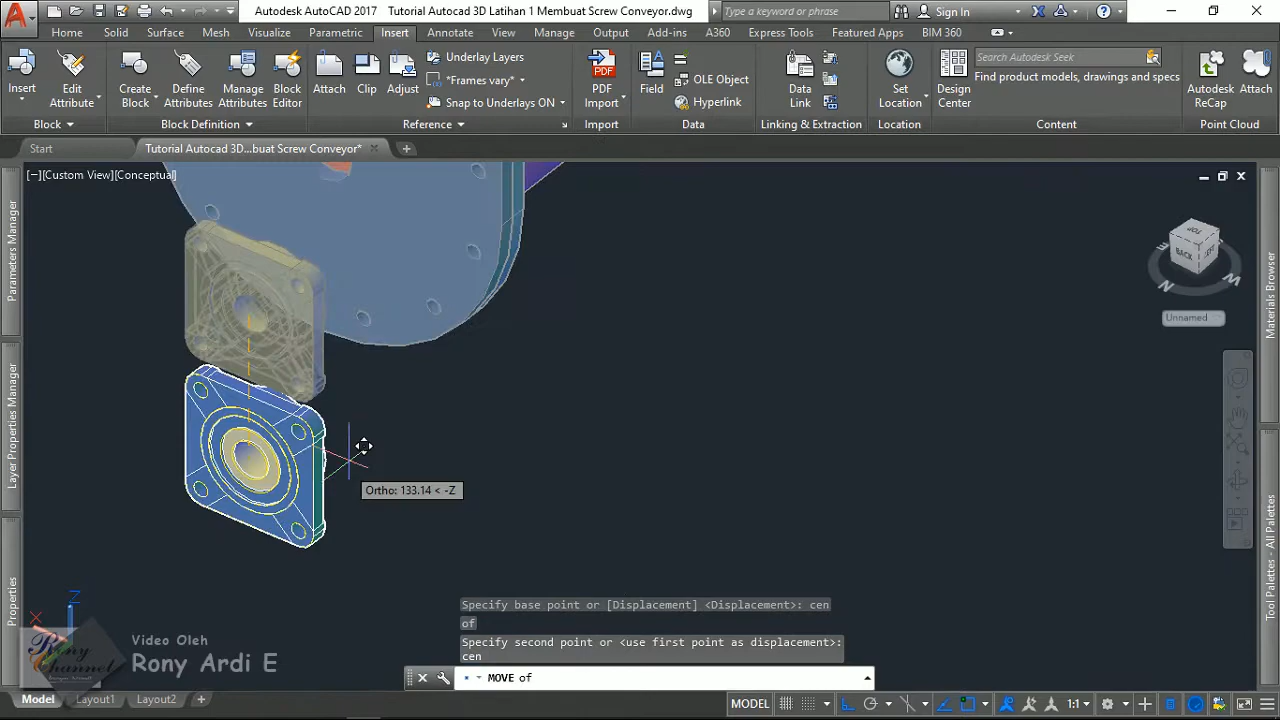 Autodesk AutoCAD 2017 Tutorial Autocad 3D Latihan 1 Membuat Screw Conveyor.dwg
Type a keyword or phrase
Sign In
Home Solid Surface Mesh Visualize Parametric Insert Annotate View Manage Output Add-ins A360 Express Tools Featured Apps BIM 360
Insert
Edit Attribute
Create Block
Define Attributes
Manage Attributes
Block Editor
Attach
Clip
Adjust
Underlay Layers
*Frames vary*
Snap to Underlays ON
PDF Import
Field
OLE Object
Hyperlink
Data Link
Set Location
Design Center
Search Autodesk Seek
Find product models, drawings and specs
Autodesk ReCap
Attach
Block Block Definition Reference Import Data Linking & Extraction Location Content Point Cloud
Start Tutorial Autocad 3D...buat Screw Conveyor*
[−][Custom View][Conceptual]
Parameters Manager
Layer Properties Manager
Properties
Materials Browser
Tool Palettes - All Palettes
TOP
BACK
E
W
N
Unnamed
Ortho: 133.14 < -Z
Specify base point or [Displacement] <Displacement>: cen
of
Specify second point or <use first point as displacement>:
cen
MOVE of
Z
X
Rony
Channel
Video Oleh
Rony Ardi E
Model Layout1 Layout2 +
MODEL
1:1